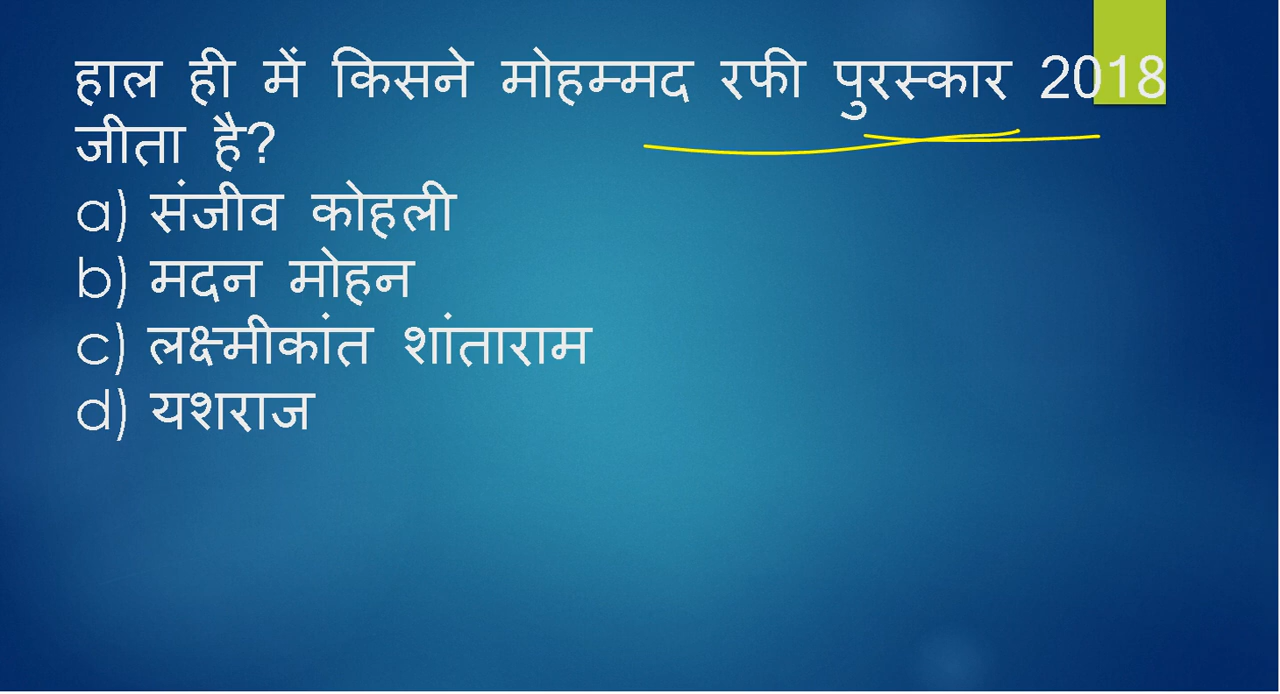 हाल ही में किसने मोहम्मद रफी पुरस्कार 2018
जीता है?
a) संजीव कोहली
b) मदन मोहन
c) लक्ष्मीकांत शांताराम
d) यशराज